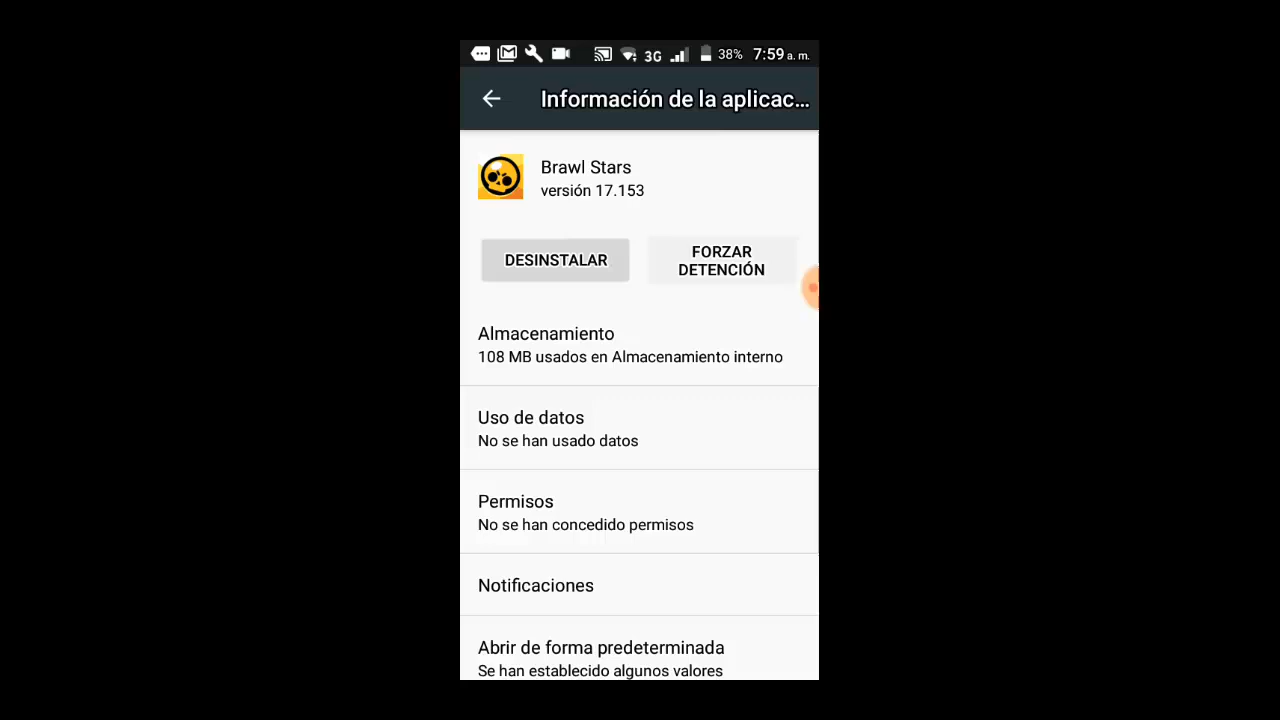 3G 38% 7:59 a. m.
Información de la aplicac...
Brawl Stars
versión 17.153
DESINSTALAR
FORZAR
DETENCIÓN
Almacenamiento
108 MB usados en Almacenamiento interno
Uso de datos
No se han usado datos
Permisos
No se han concedido permisos
Notificaciones
Abrir de forma predeterminada
Se han establecido algunos valores